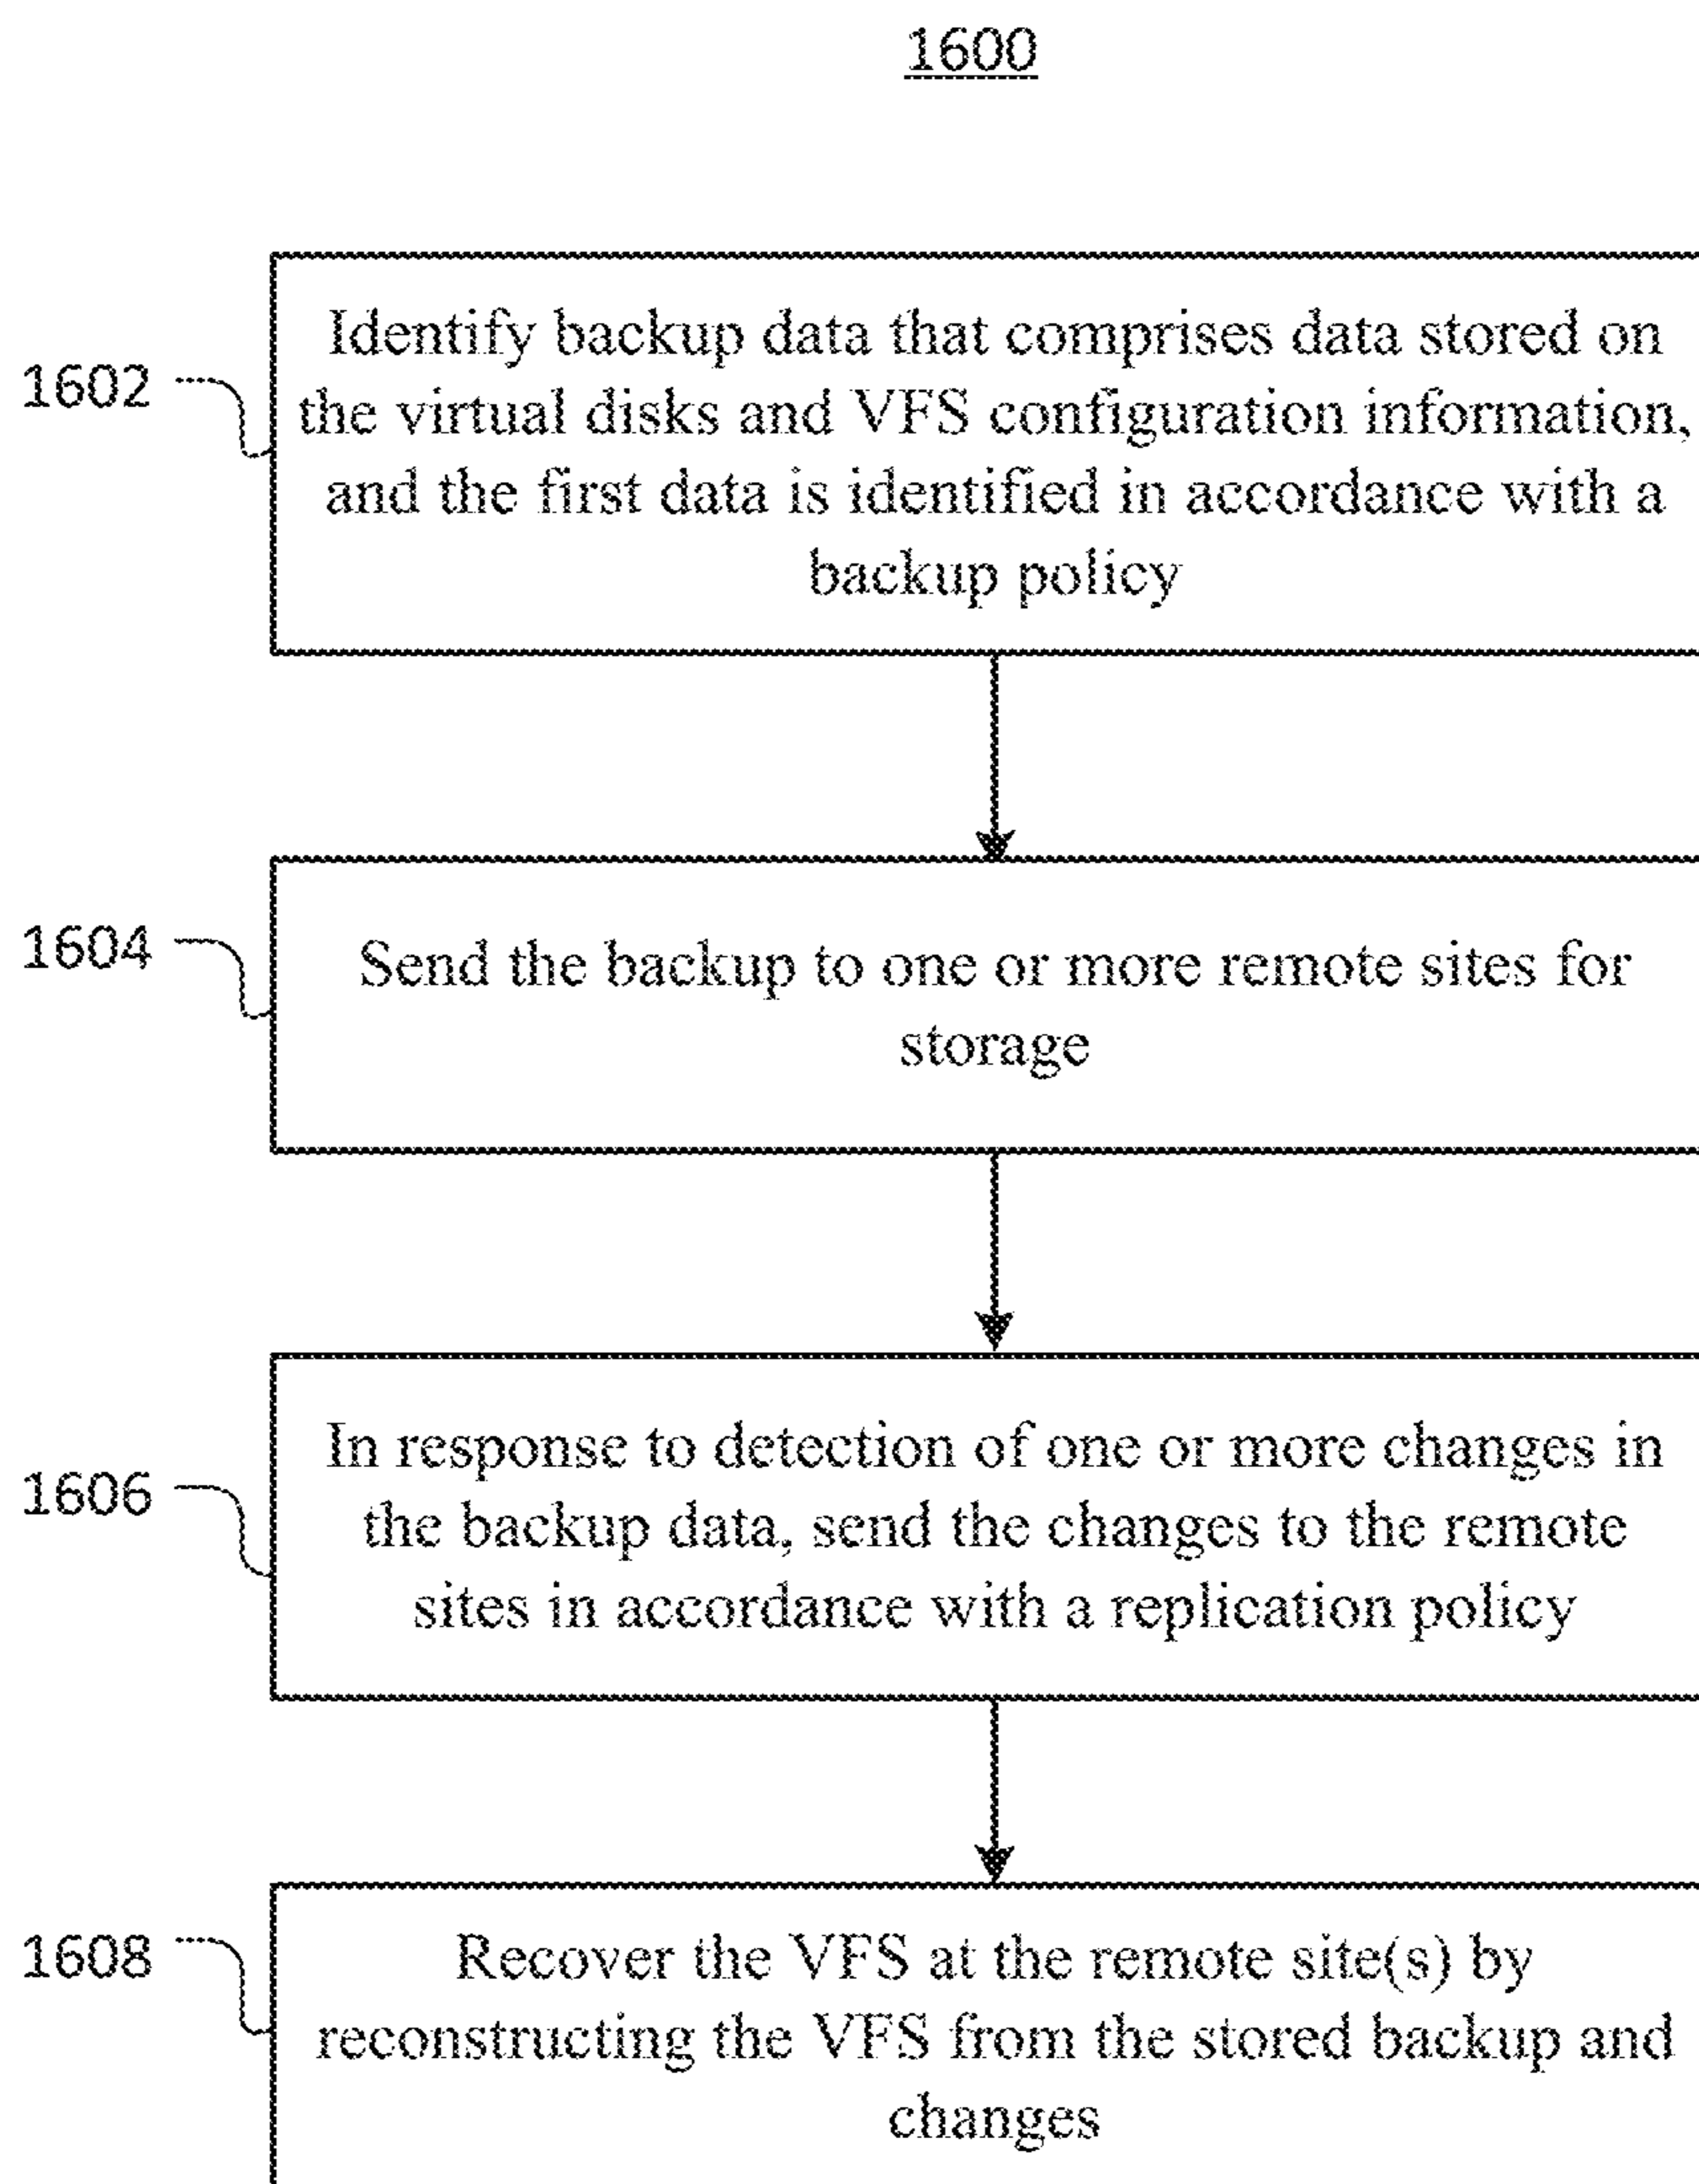 1600
1602
Identify backup data that comprises data stored on
the virtual disks and VFS configuration information,
and the first data is identified in accordance with a
backup policy
1604
Send the backup to one or more remote sites for
storage
1606
In response to detection of one or more changes in
the backup data, send the changes to the remote
sites in accordance with a replication policy
1608
Recover the VFS at the remote site(s) by
reconstructing the VFS from the stored backup and
changes